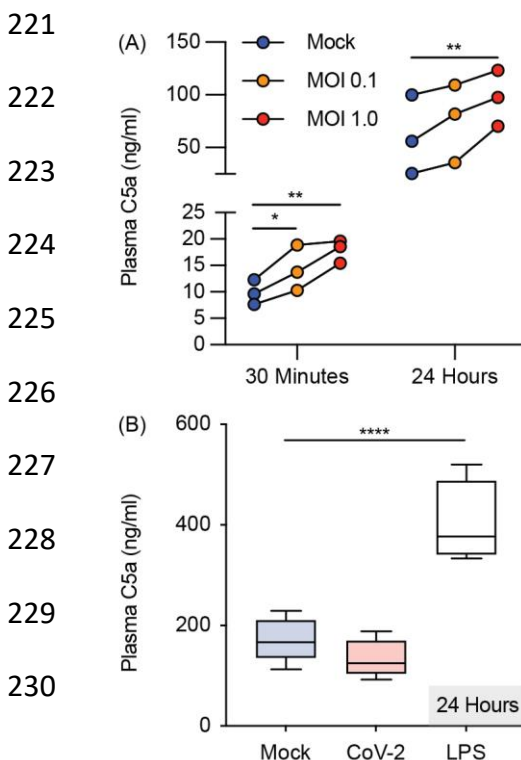 221
222
223
224
225
226
227
228
229
230
(A)
Plasma C5a (ng/ml)
150
100
50
Mock
MOI 0.1
MOI 1.0
**
25
20
15
10
5
0
*
**
30 Minutes
24 Hours
(B)
Plasma C5a (ng/ml)
600
400
200
0
****
24 Hours
Mock
CoV-2
LPS